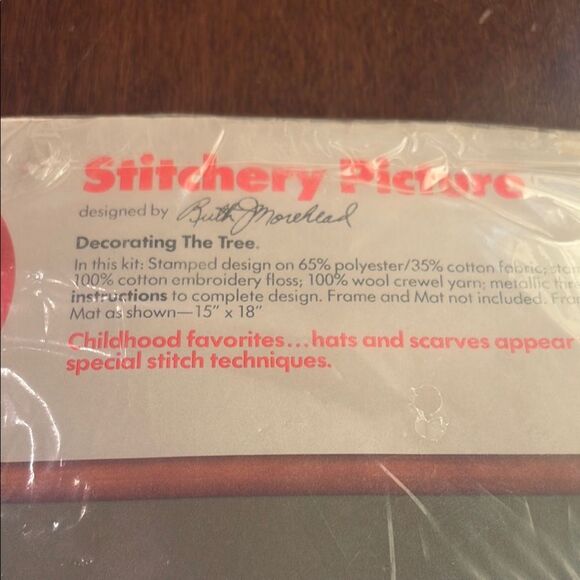 Stitchery Picture
designed by Ruth J Morehead
Decorating The Tree.
In this kit: Stamped design on 65% polyester/35% cotton fabric;
100% cotton embroidery floss; 100% wool crewel yarn; metallic
instructions to complete design. Frame and Mat not included.
Mat as shown—15" x 18"
Childhood favorites...hats and scarves appear
special stitch techniques.